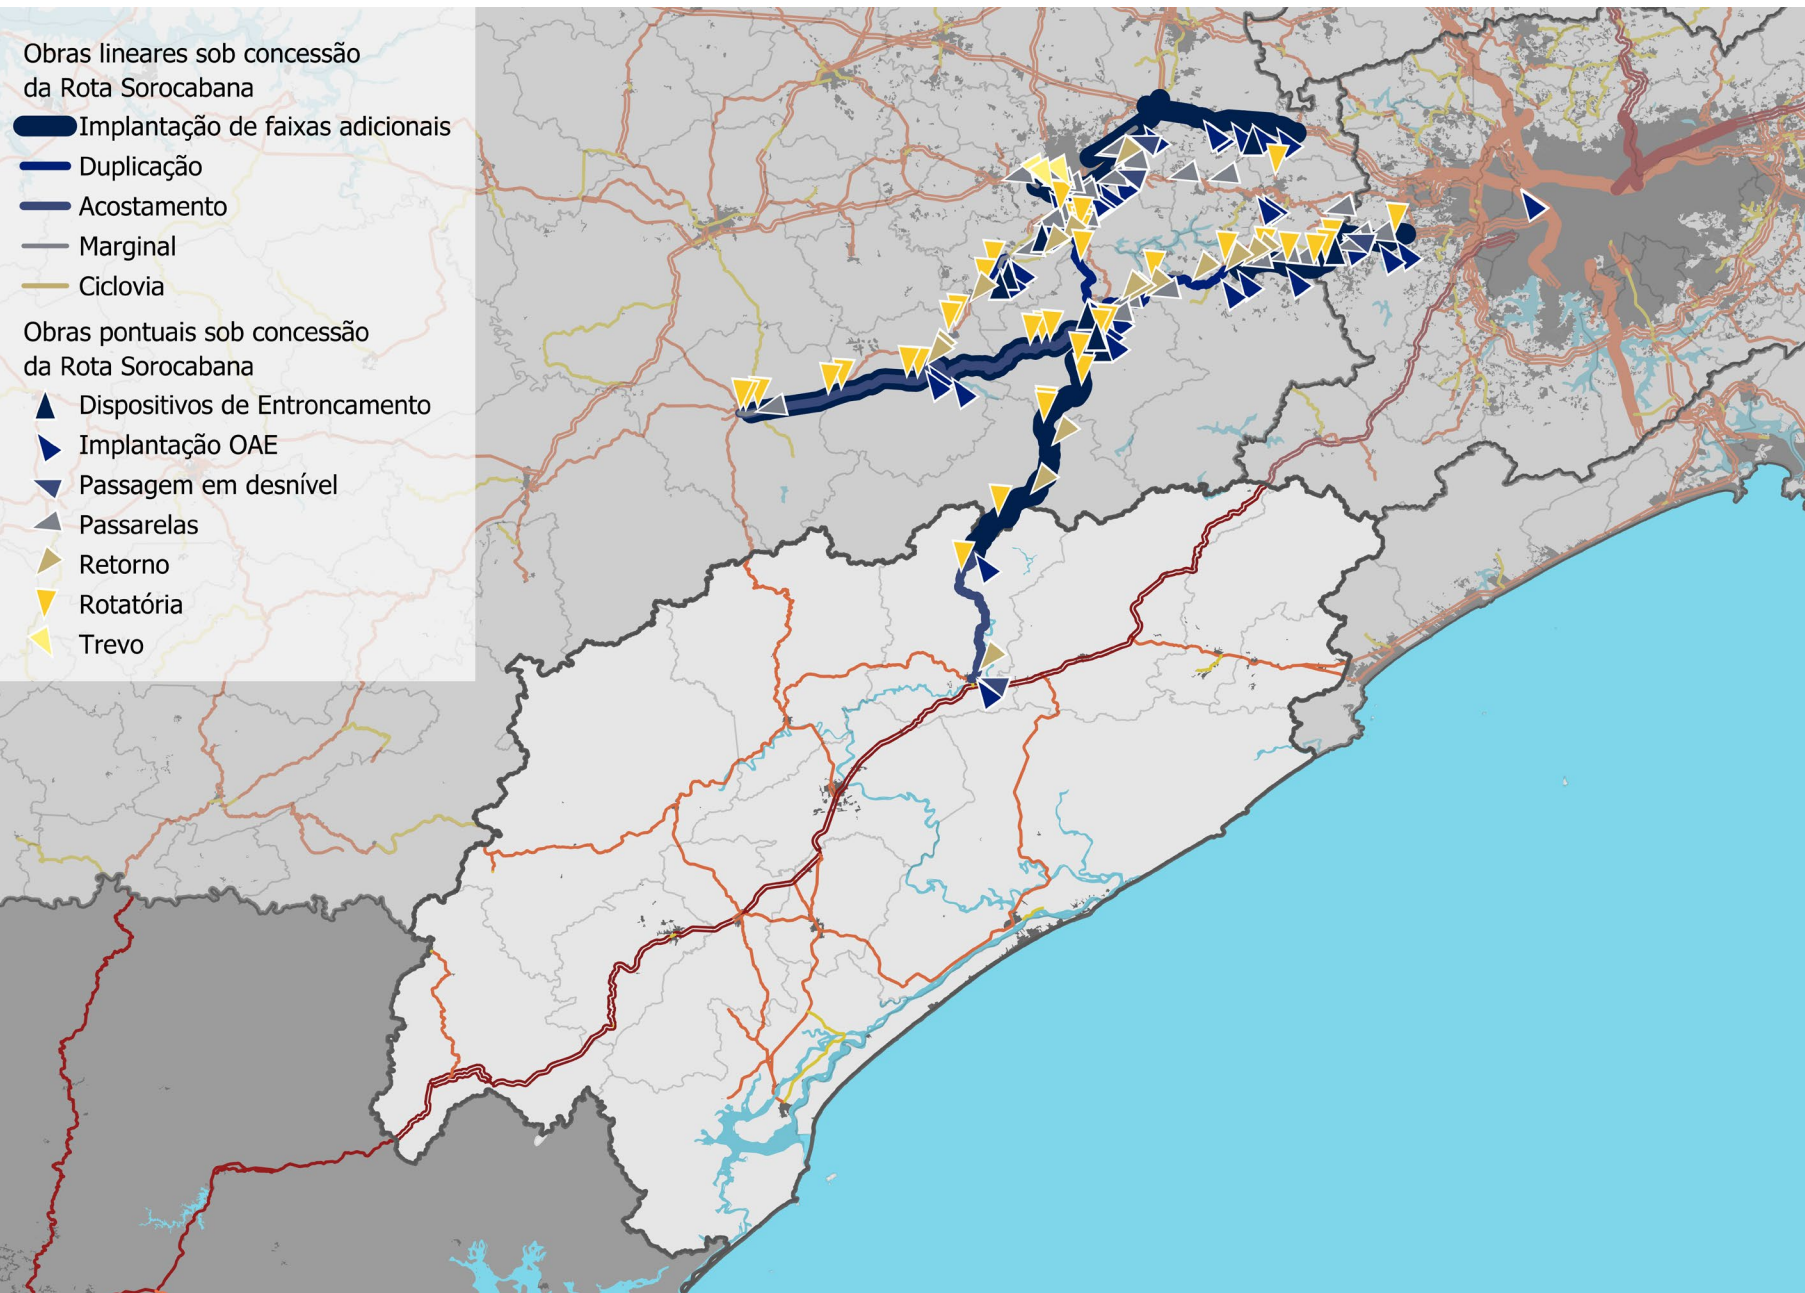 Obras lineares sob concessão
da Rota Sorocabana
Implantação de faixas adicionais
Duplicação
Acostamento
Marginal
Ciclovia
Obras pontuais sob concessão
da Rota Sorocabana
Dispositivos de Entroncamento
Implantação OAE
Passagem em desnível
Passarelas
Retorno
Rotatória
Trevo